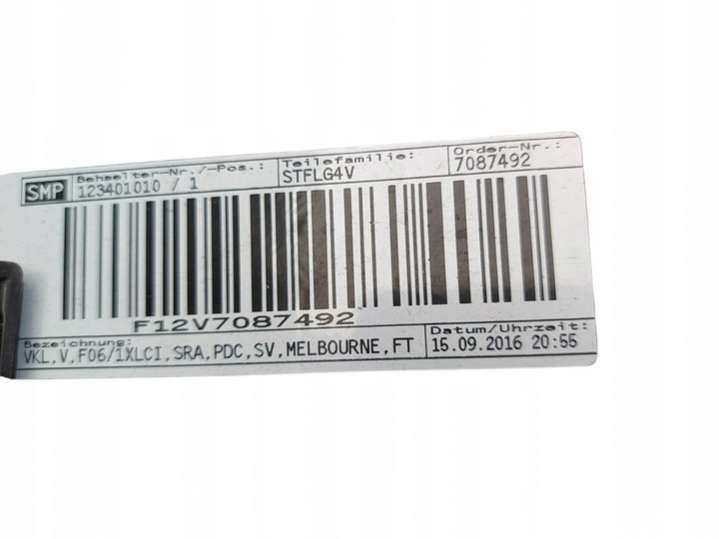 SMP
Behaelter-Nr./-Pos.:
123401010 / 1
Teilefamilie:
STFLG4V
Order-Nr.:
7087492
F12V7087492
Bezeichnung:
VKL,V,F06/1XLCI,SRA,PDC,SV,MELBOURNE,FT
Datum/Uhrzeit:
15.09.2016 20:55